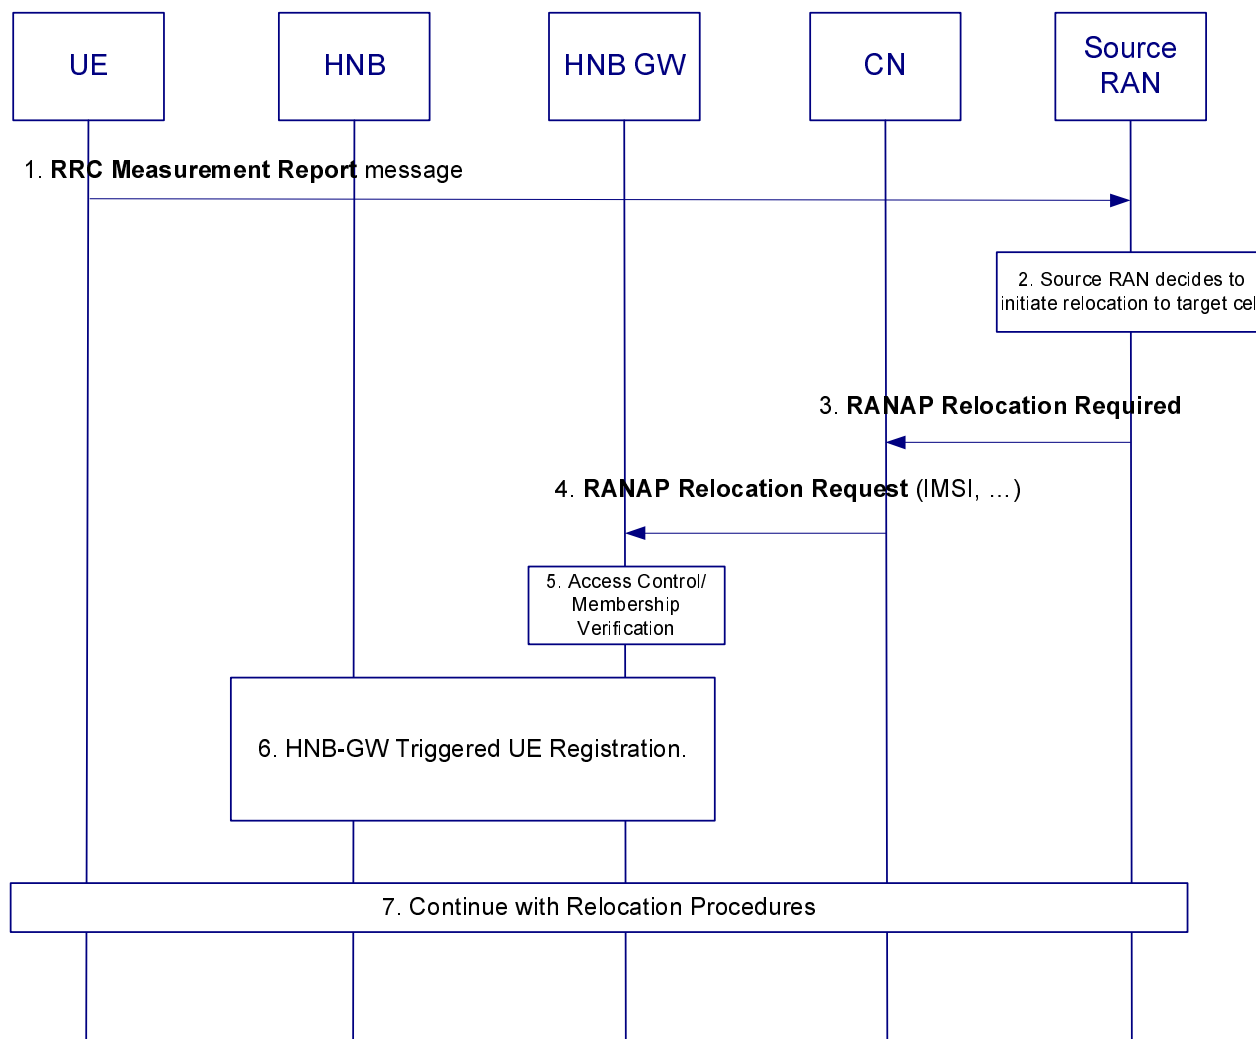 UE
HNB
HNB GW
CN
Source
RAN
1. RRC Measurement Report message
2. Source RAN decides to
initiate relocation to target cel
3. RANAP Relocation Required
4. RANAP Relocation Request (IMSI, …)
5. Access Control/
Membership
Verification
6. HNB-GW Triggered UE Registration.
7. Continue with Relocation Procedures